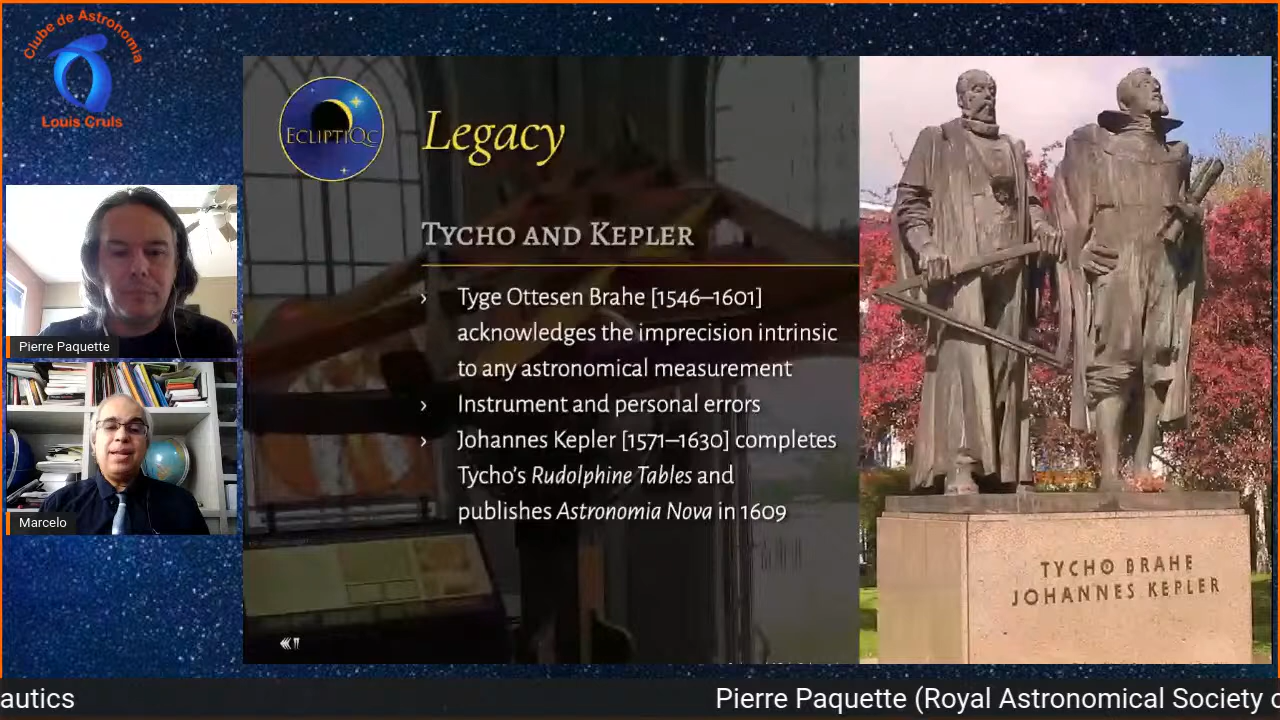 Clube de Astronomia
Louis Cruls
ECLIPTIQC
Legacy
TYCHO AND KEPLER
› Tyge Ottesen Brahe [1546–1601]
acknowledges the imprecision intrinsic
to any astronomical measurement
› Instrument and personal errors
› Johannes Kepler [1571–1630] completes
Tycho's Rudolphine Tables and
publishes Astronomia Nova in 1609
TYCHO BRAHE
JOHANNES KEPLER
Pierre Paquette
Marcelo
autics
Pierre Paquette (Royal Astronomical Society